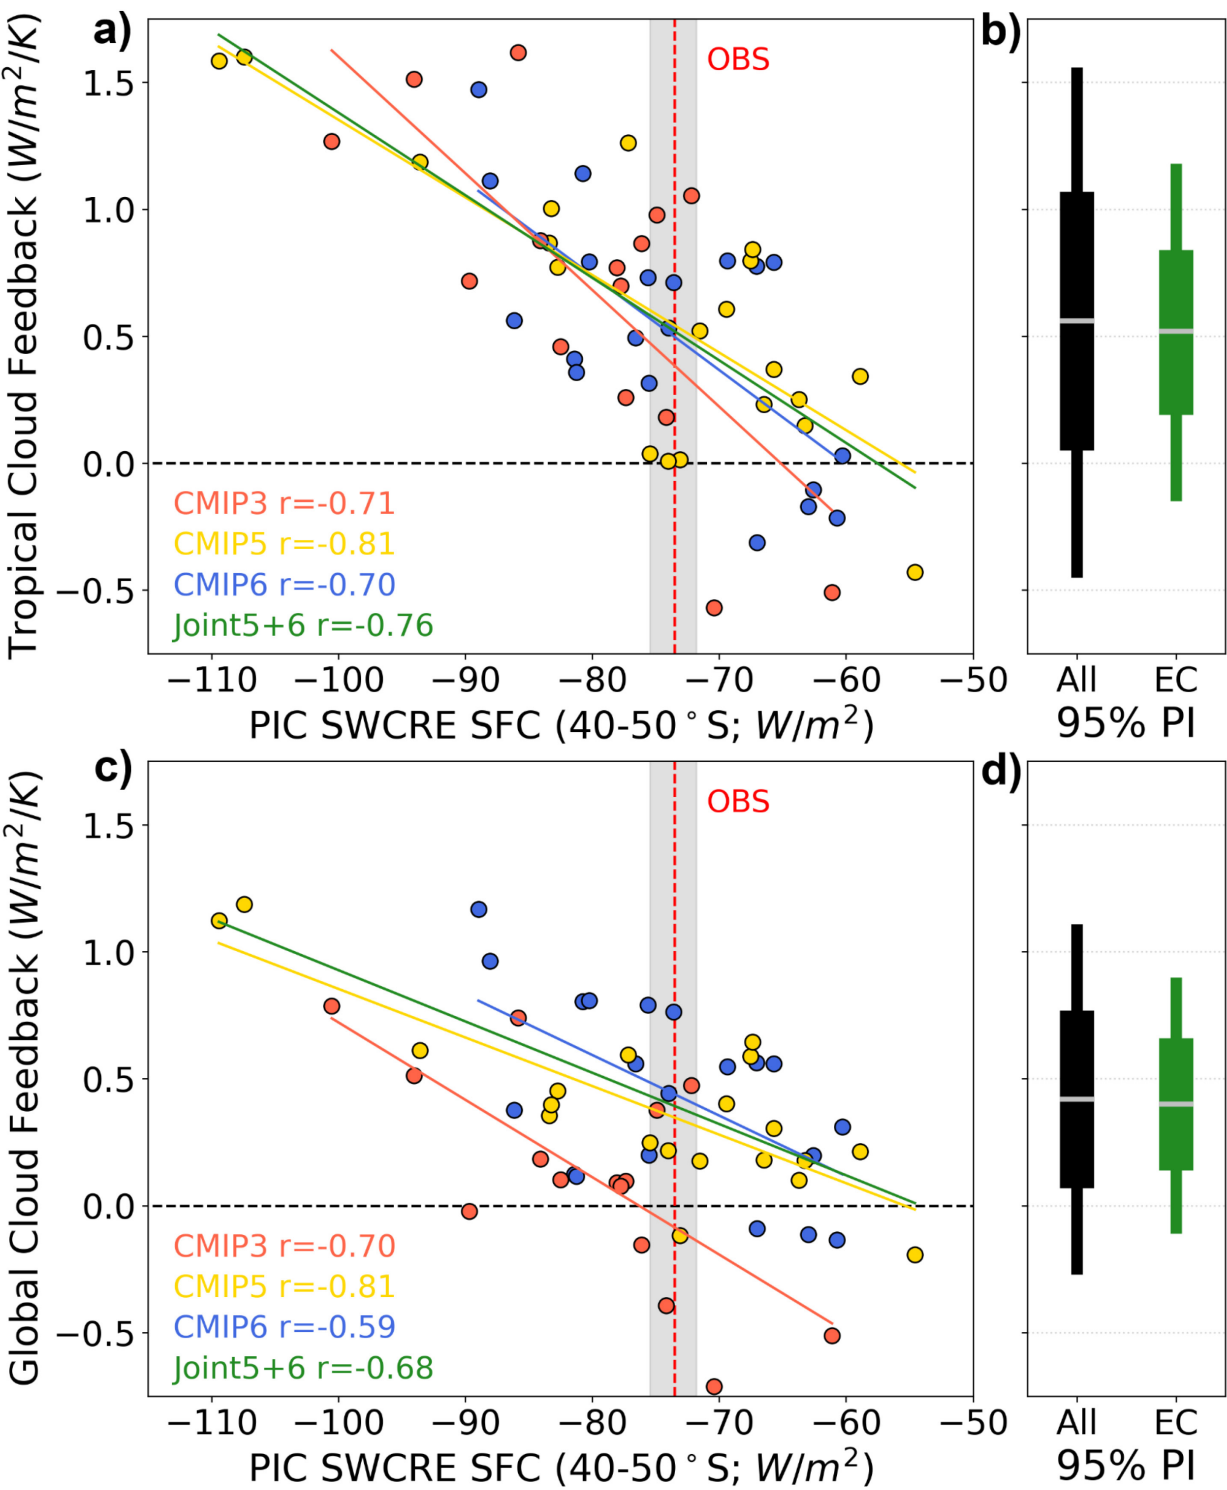 a)
OBS
1.5
1.0
0.5
0.0
−0.5
Tropical Cloud Feedback (W/m²/K)
CMIP3 r=-0.71
CMIP5 r=-0.81
CMIP6 r=-0.70
Joint5+6 r=-0.76
−110 −100 −90 −80 −70 −60 −50
PIC SWCRE SFC (40-50°S; W/m²)
b)
All EC
95% PI
c)
OBS
1.5
1.0
0.5
0.0
−0.5
Global Cloud Feedback (W/m²/K)
CMIP3 r=-0.70
CMIP5 r=-0.81
CMIP6 r=-0.59
Joint5+6 r=-0.68
−110 −100 −90 −80 −70 −60 −50
PIC SWCRE SFC (40-50°S; W/m²)
d)
All EC
95% PI